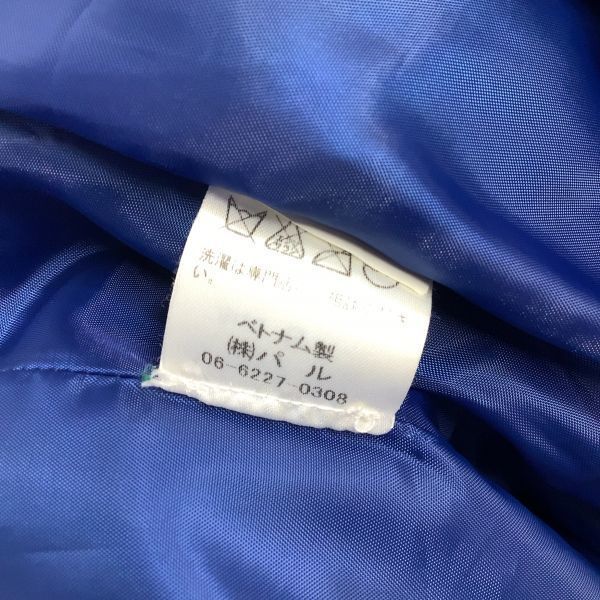 洗濯は専門店
い。
ベトナム製
(株)パル
06-6227-0308